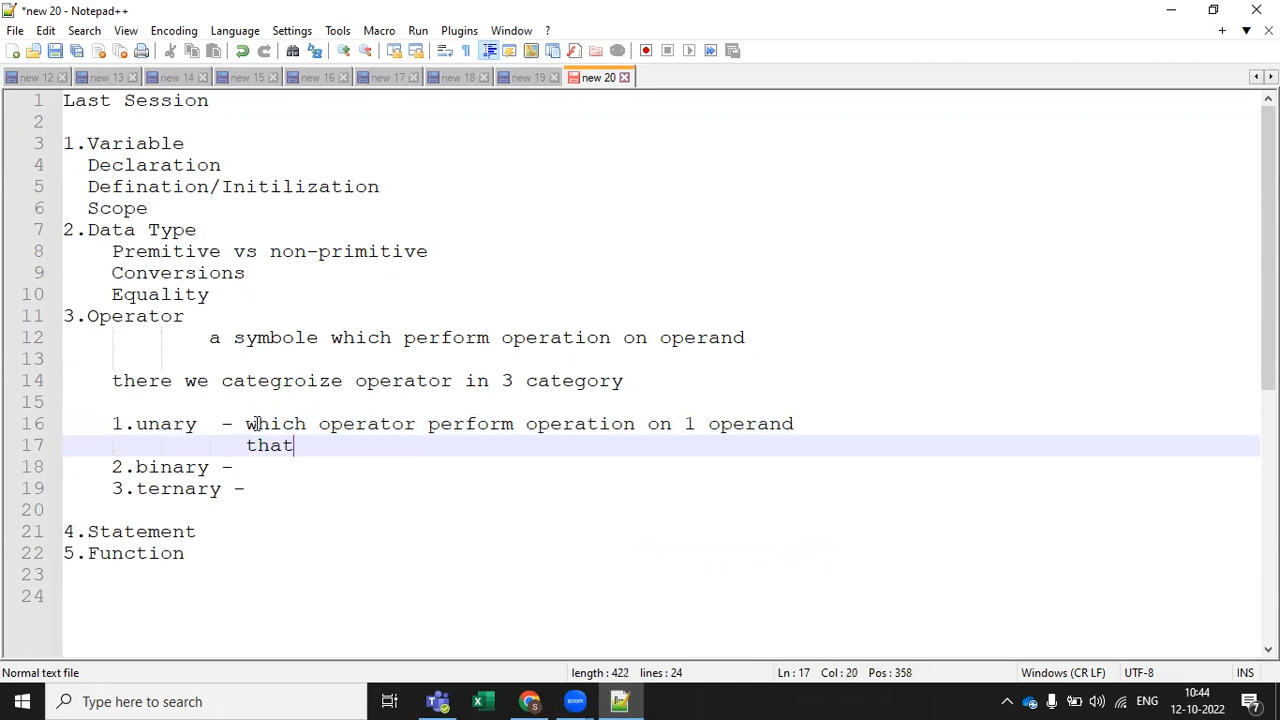 *new 20 - Notepad++
File Edit Search View Encoding Language Settings Tools Macro Run Plugins Window ?
new 12 new 13 new 14 new 15 new 16 new 17 new 18 new 19 new 20
1 Last Session
2
3 1.Variable
4 Declaration
5 Defination/Initilization
6 Scope
7 2.Data Type
8 Premitive vs non-primitive
9 Conversions
10 Equality
11 3.Operator
12 a symbole which perform operation on operand
13
14 there we categroize operator in 3 category
15
16 1.unary - which operator perform operation on 1 operand
17 that
18 2.binary -
19 3.ternary -
20
21 4.Statement
22 5.Function
23
24
Normal text file length : 422 lines : 24 Ln : 17 Col : 20 Pos : 358 Windows (CR LF) UTF-8 INS
Type here to search ENG 10:44 12-10-2022 7